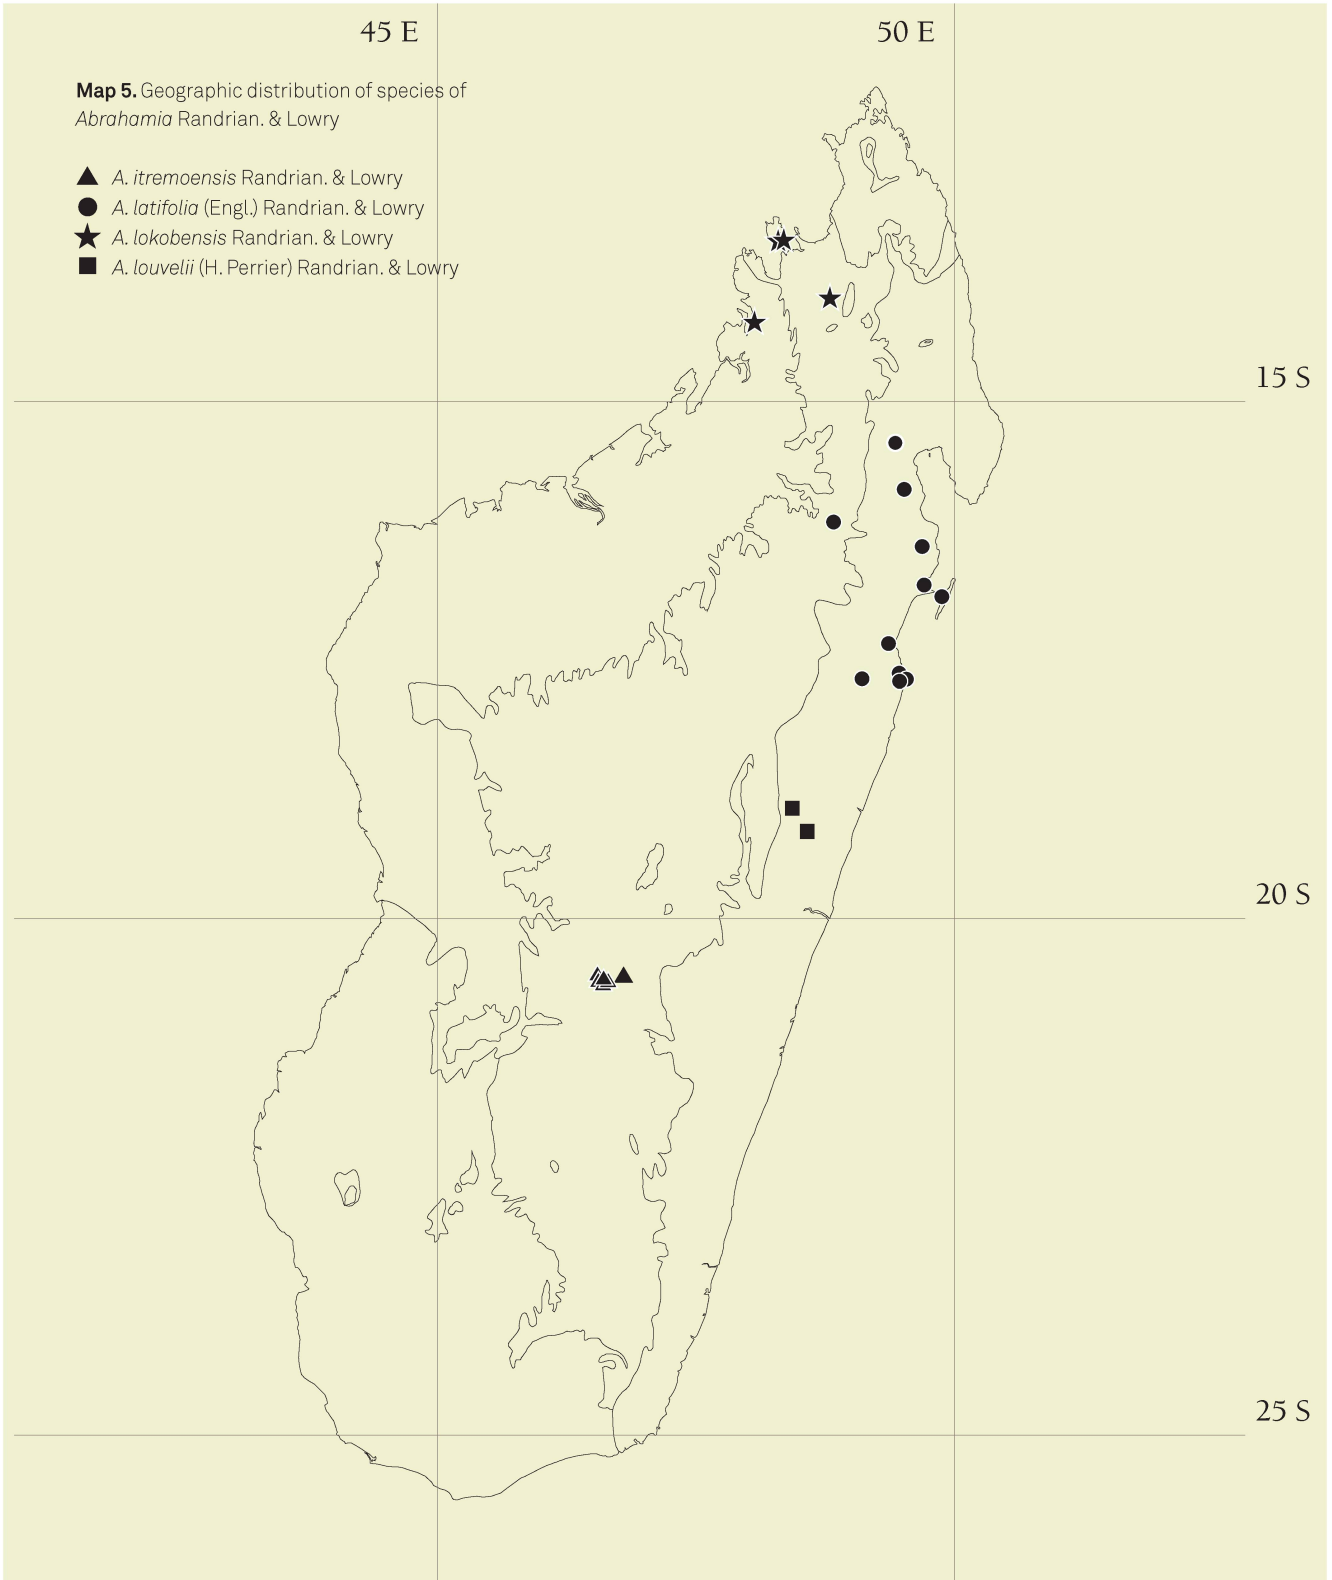 45 E
50 E
Map 5. Geographic distribution of species of
Abrahamia Randrian. & Lowry
A. itremoensis Randrian. & Lowry
A. latifolia (Engl.) Randrian. & Lowry
A. lokobensis Randrian. & Lowry
A. louvelii (H. Perrier) Randrian. & Lowry
15 S
20 S
25 S